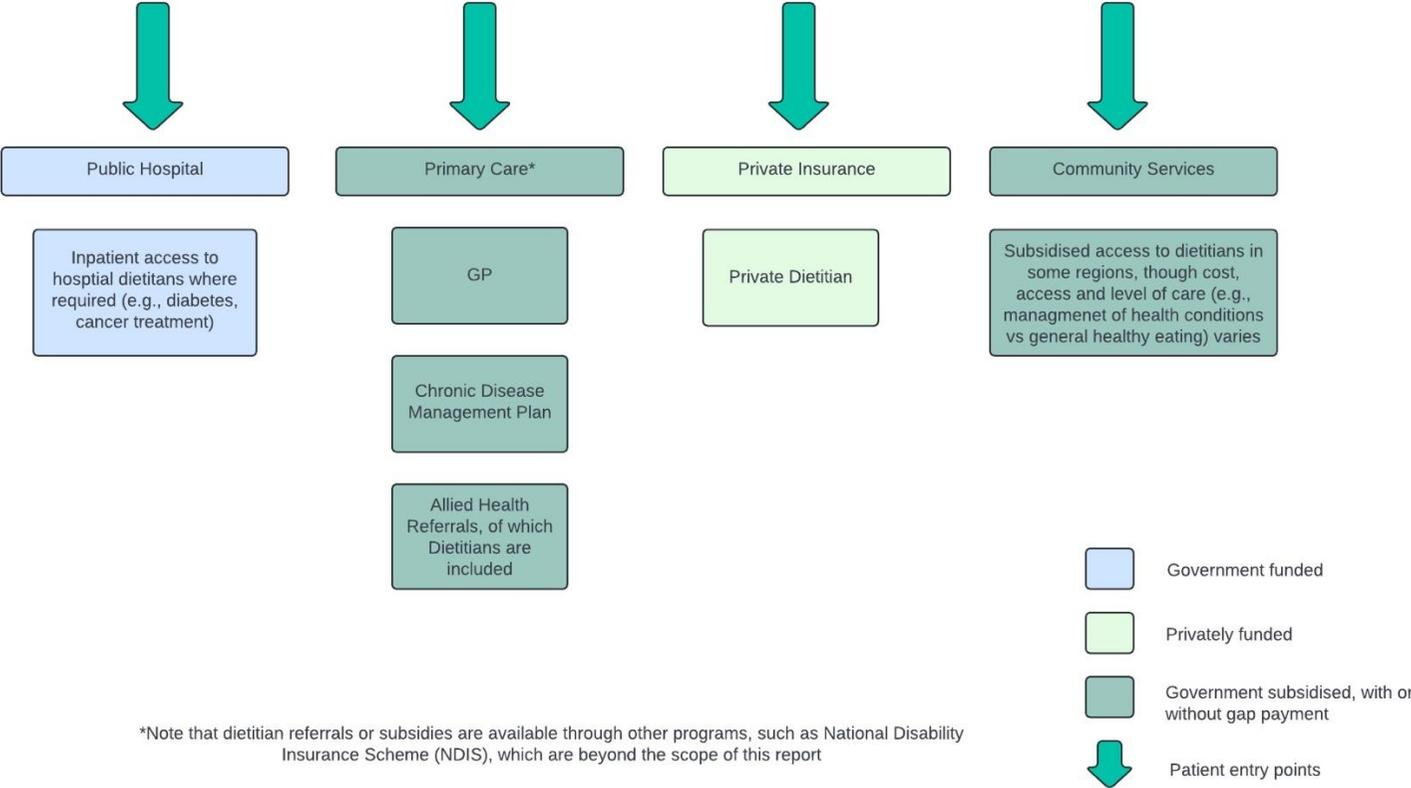 Public Hospital
Primary Care*
Private Insurance
Community Services
Inpatient access to
hosptial dietitans where
required (e.g., diabetes,
cancer treatment)
GP
Chronic Disease
Management Plan
Allied Health
Referrals, of which
Dietitians are
included
Private Dietitian
Subsidised access to dietitians in
some regions, though cost,
access and level of care (e.g.,
managmenet of health conditions
vs general healthy eating) varies
Government funded
Privately funded
Government subsidised, with or
without gap payment
Patient entry points
*Note that dietitian referrals or subsidies are available through other programs, such as National Disability
Insurance Scheme (NDIS), which are beyond the scope of this report